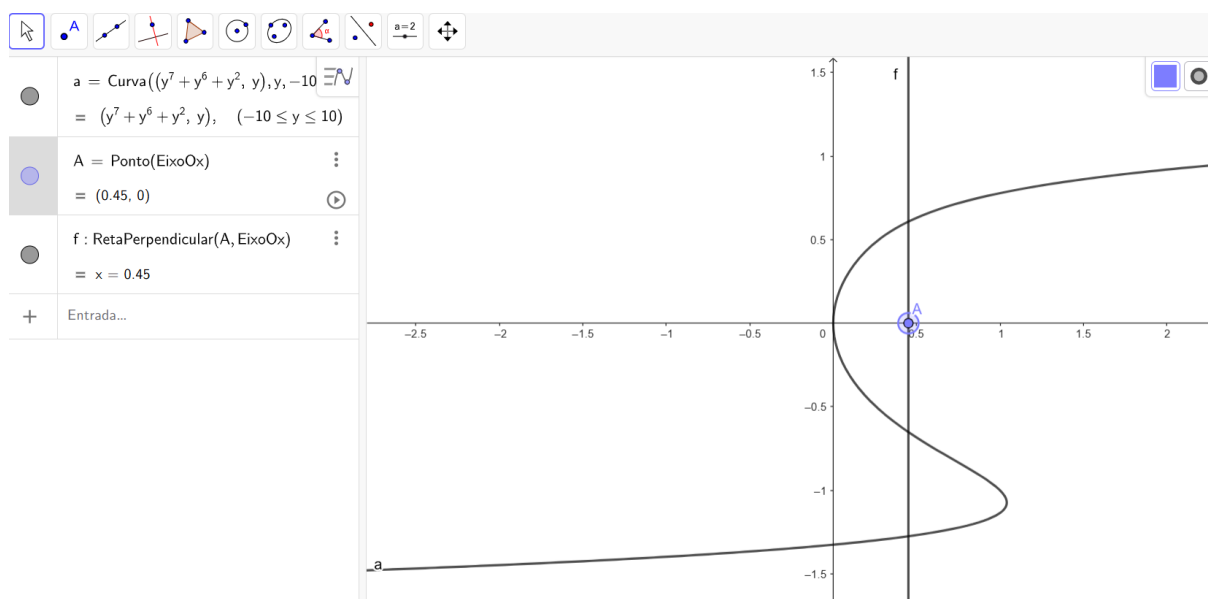 A
α
a=2
a = Curva((y⁷ + y⁶ + y², y), y, −10
= (y⁷ + y⁶ + y², y), (−10 ≤ y ≤ 10)
A = Ponto(EixoOx)
= (0.45, 0)
f : RetaPerpendicular(A, EixoOx)
= x = 0.45
+ Entrada...
f
1.5
1
0.5
A
−2.5 −2 −1.5 −1 −0.5 0 0.5 1 1.5 2
0
−0.5
−1
a
−1.5